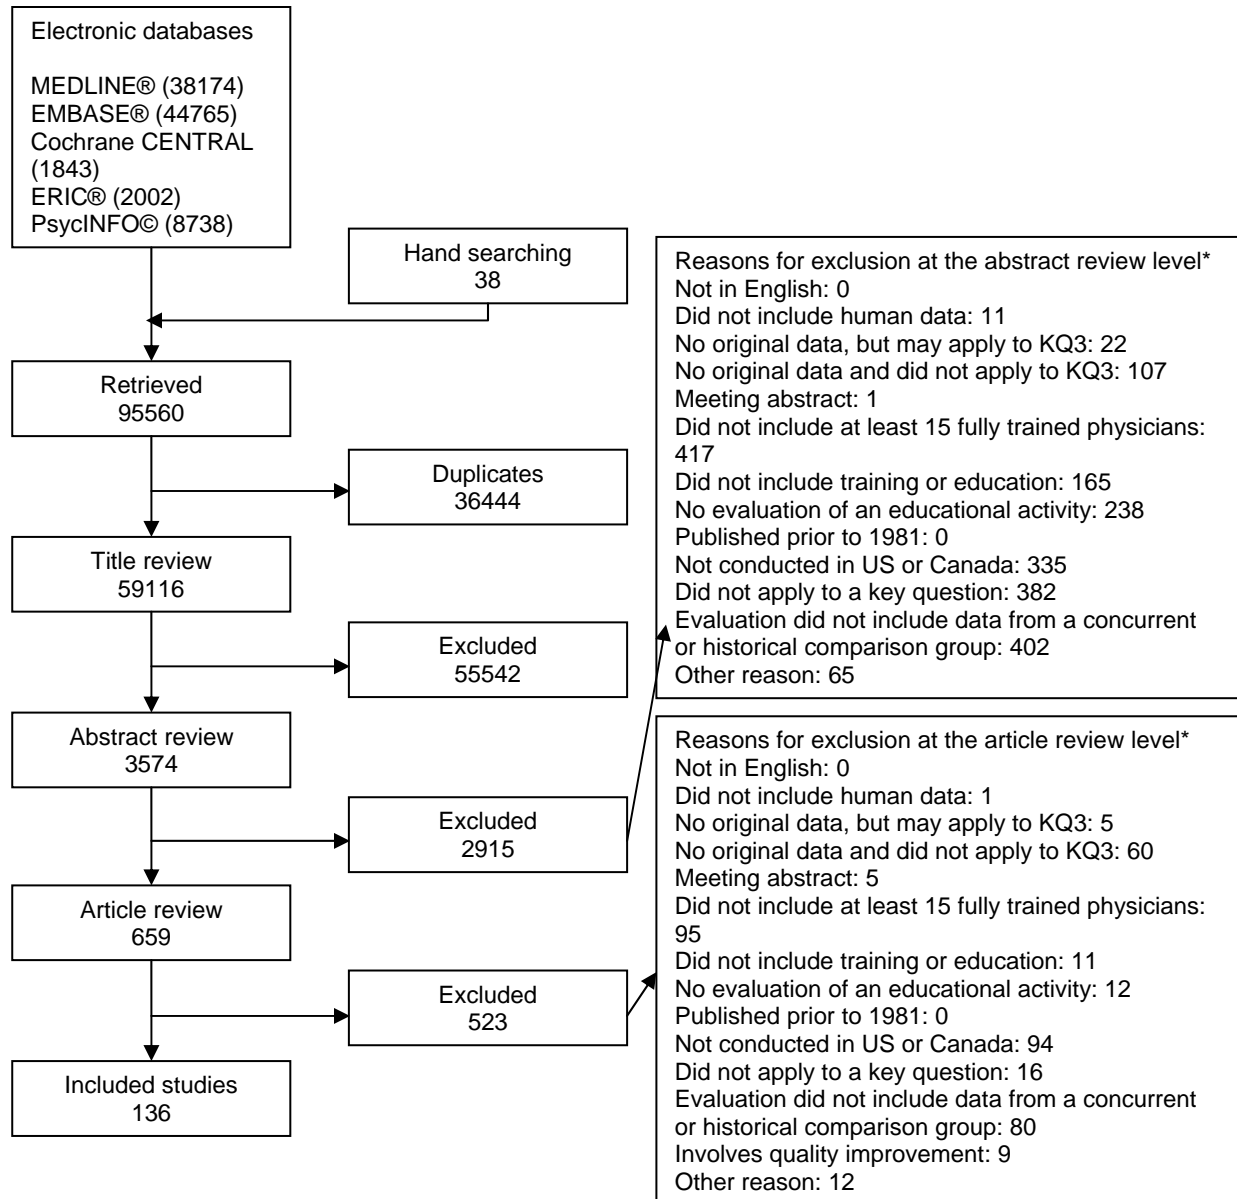 Electronic databases
MEDLINE® (38174)
EMBASE® (44765)
Cochrane CENTRAL
(1843)
ERIC® (2002)
PsycINFO© (8738)
Hand searching
38
Retrieved
95560
Duplicates
36444
Title review
59116
Excluded
55542
Abstract review
3574
Excluded
2915
Article review
659
Excluded
523
Included studies
136
Reasons for exclusion at the abstract review level*
Not in English: 0
Did not include human data: 11
No original data, but may apply to KQ3: 22
No original data and did not apply to KQ3: 107
Meeting abstract: 1
Did not include at least 15 fully trained physicians:
417
Did not include training or education: 165
No evaluation of an educational activity: 238
Published prior to 1981: 0
Not conducted in US or Canada: 335
Did not apply to a key question: 382
Evaluation did not include data from a concurrent
or historical comparison group: 402
Other reason: 65
Reasons for exclusion at the article review level*
Not in English: 0
Did not include human data: 1
No original data, but may apply to KQ3: 5
No original data and did not apply to KQ3: 60
Meeting abstract: 5
Did not include at least 15 fully trained physicians:
95
Did not include training or education: 11
No evaluation of an educational activity: 12
Published prior to 1981: 0
Not conducted in US or Canada: 94
Did not apply to a key question: 16
Evaluation did not include data from a concurrent
or historical comparison group: 80
Involves quality improvement: 9
Other reason: 12